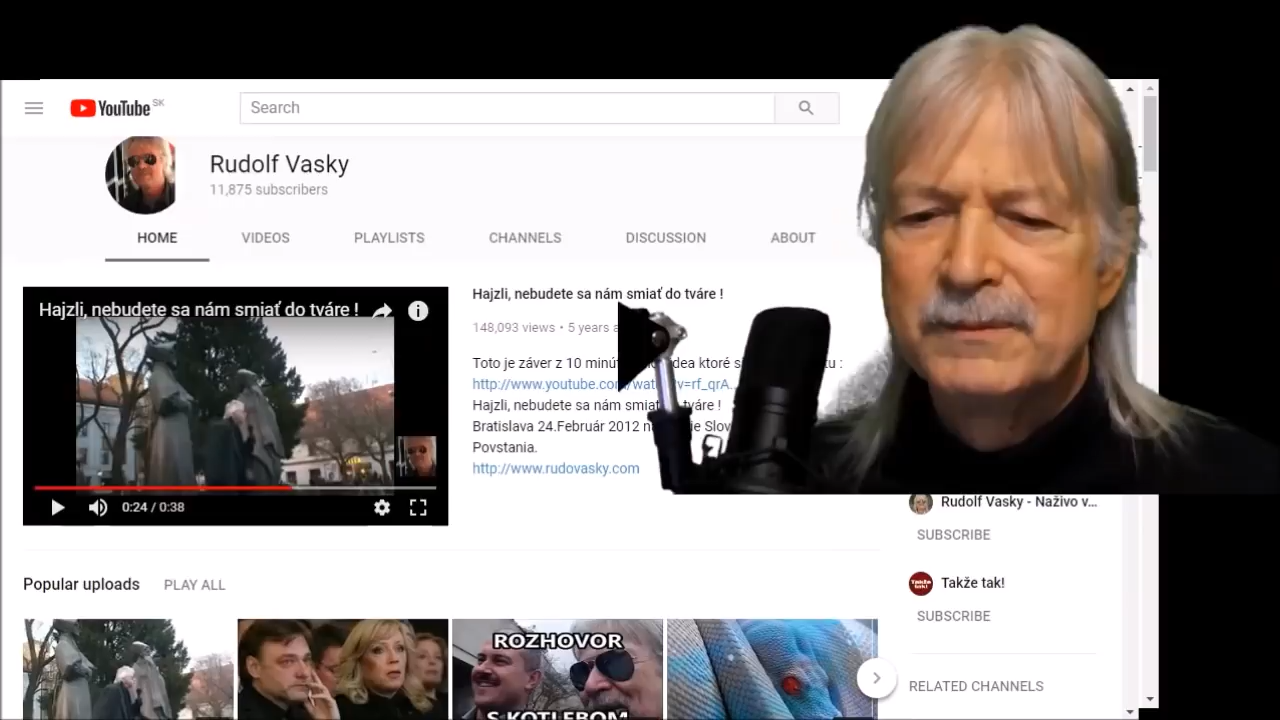 YouTube SK
Search
Rudolf Vasky
11,875 subscribers
HOME
VIDEOS
PLAYLISTS
CHANNELS
DISCUSSION
ABOUT
Hajzli, nebudete sa nám smiať do tváre !
0:24 / 0:38
Hajzli, nebudete sa nám smiať do tváre !
148,093 views • 5 years
Toto je záver z 10 minút
http://www.youtube.com/
Hajzli, nebudete sa nám smiať tváre !
Bratislava 24.Február 2012
Povstania.
http://www.rudovasky.com
Rudolf Vasky - Naživo v...
SUBSCRIBE
Takže tak!
SUBSCRIBE
RELATED CHANNELS
Popular uploads PLAY ALL
ROZHOVOR
S KOTLEBOM